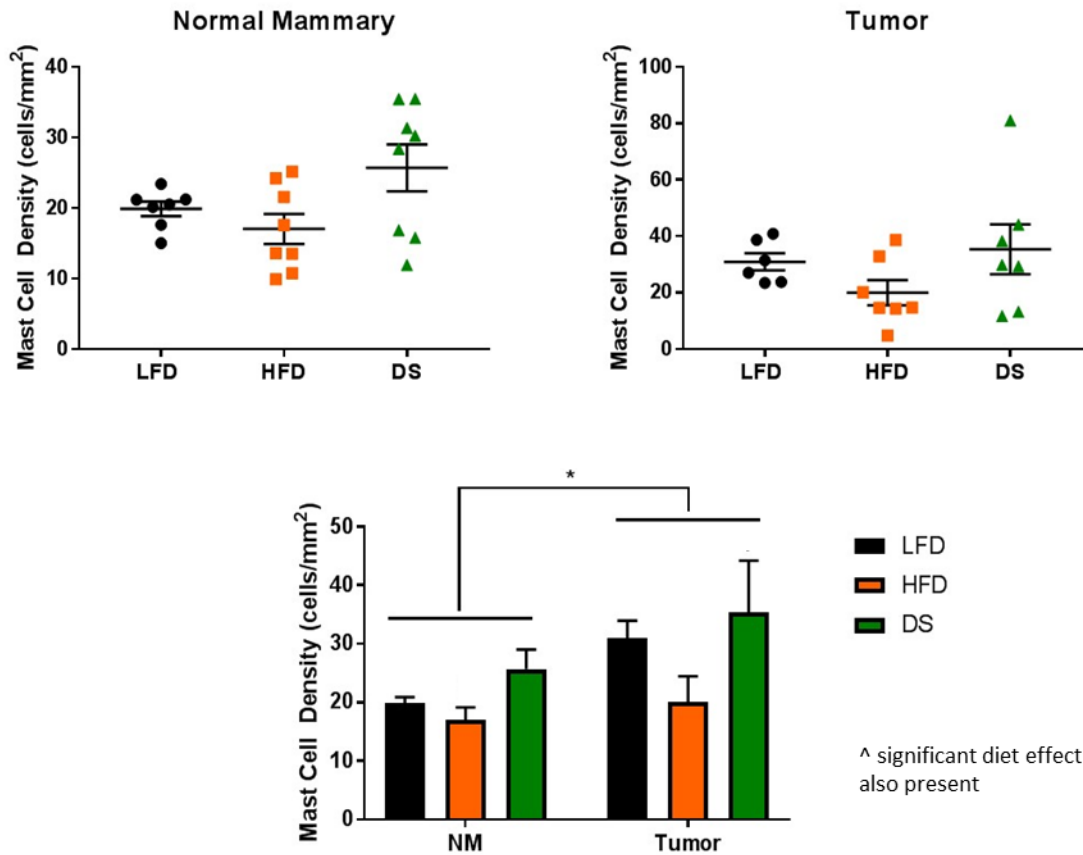 Normal Mammary
Mast Cell Density (cells/mm²)
40
30
20
10
0
LFD HFD DS
Tumor
Mast Cell Density (cells/mm²)
100
80
60
40
20
0
LFD HFD DS
*
Mast Cell Density (cells/mm²)
50
40
30
20
10
0
NM Tumor
LFD
HFD
DS
^ significant diet effect
also present